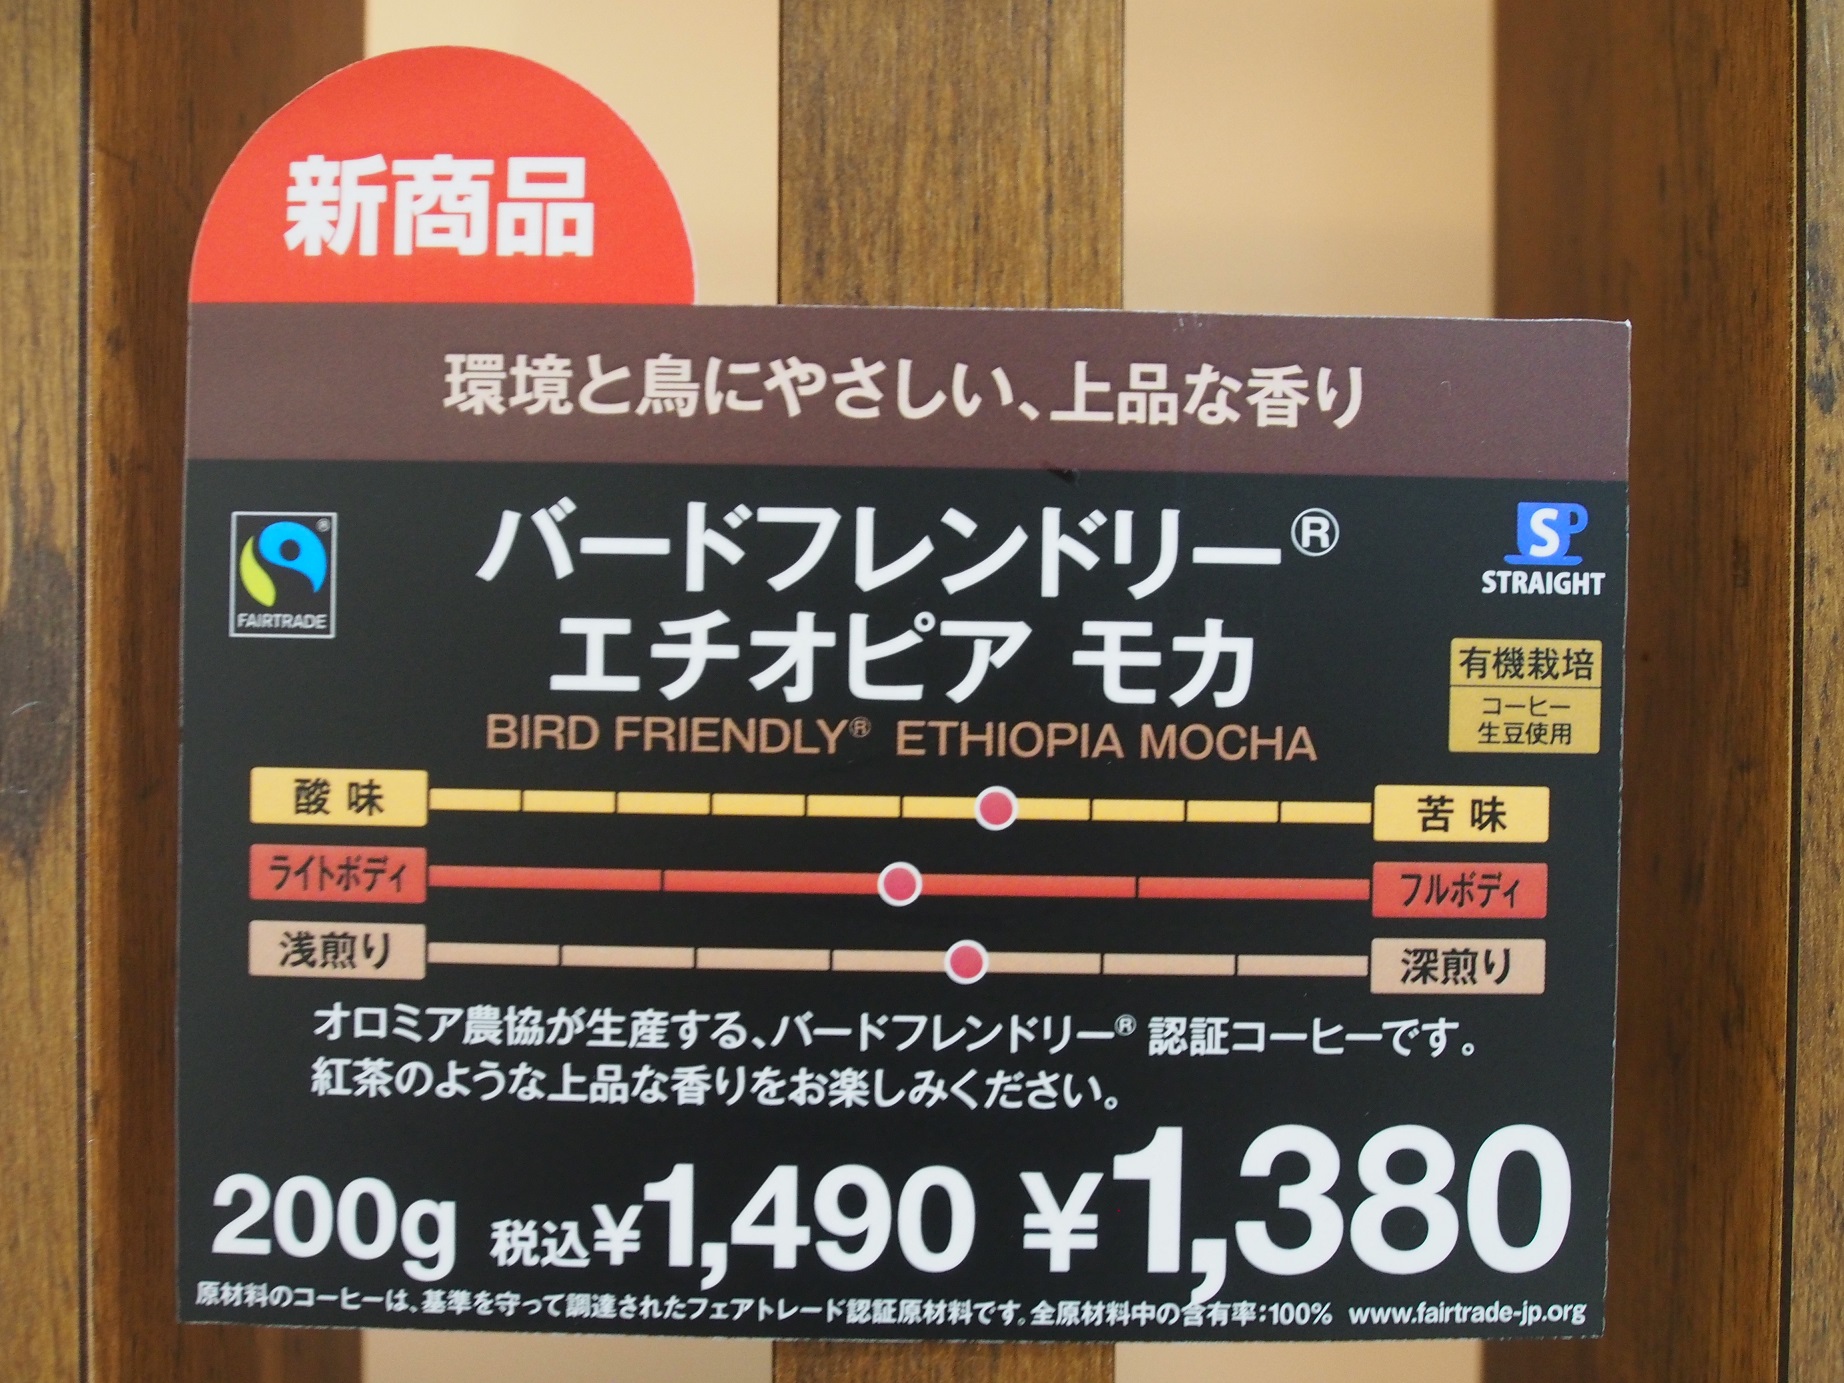 新商品
環境と鳥にやさしい、上品な香り
FAIRTRADE
バードフレンドリー®
エチオピア モカ
BIRD FRIENDLY® ETHIOPIA MOCHA
SP
STRAIGHT
有機栽培
コーヒー
生豆使用
酸味 苦味
ライトボディ フルボディ
浅煎り 深煎り
オロミア農協が生産する、バードフレンドリー® 認証コーヒーです。
紅茶のような上品な香りをお楽しみください。
200g 税込¥1,490 ¥1,380
原材料のコーヒーは、基準を守って調達されたフェアトレード認証原材料です。全原材料中の含有率:100% www.fairtrade-jp.org